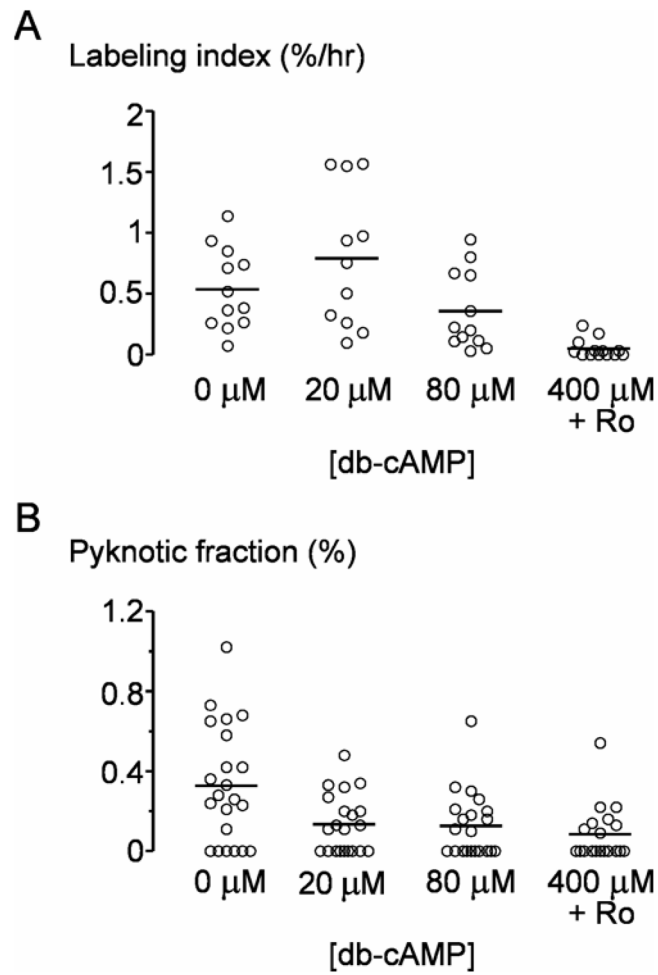 A
Labeling index (%/hr)
2
1.5
1
0.5
0
0 μM 20 μM 80 μM 400 μM
+ Ro
[db-cAMP]
B
Pyknotic fraction (%)
1.2
0.8
0.4
0
0 μM 20 μM 80 μM 400 μM
+ Ro
[db-cAMP]